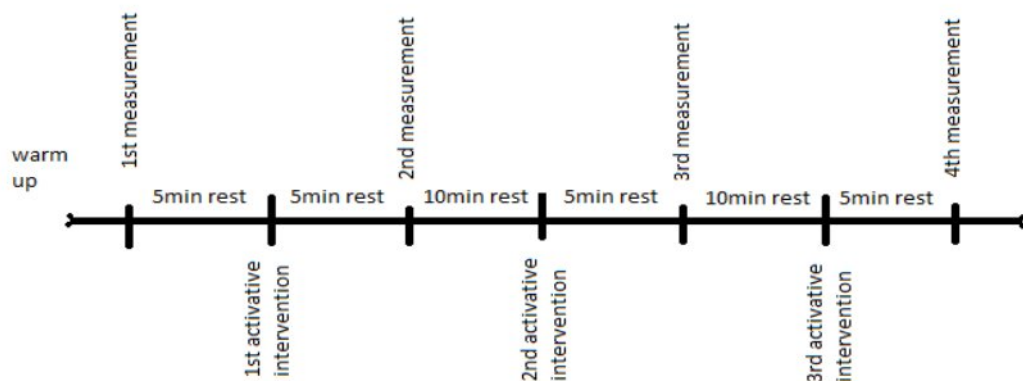 warm
up
1st measurement
2nd measurement
3rd measurement
4th measurement
5min rest
5min rest
10min rest
5min rest
10min rest
5min rest
1st activative
intervention
2nd activative
intervention
3rd activative
intervention